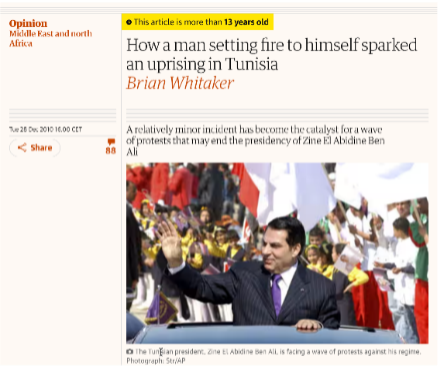 Opinion
Middle East and north
Africa
This article is more than 13 years old
How a man setting fire to himself sparked
an uprising in Tunisia
Brian Whitaker
Tue 28 Dec 2010 16.00 CET
Share
88
A relatively minor incident has become the catalyst for a wave
of protests that may end the presidency of Zine El Abidine Ben
Ali
The Tunisian president, Zine El Abidine Ben Ali, is facing a wave of protests against his regime.
Photograph: Str/AP